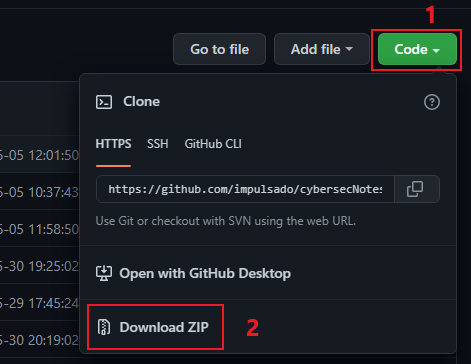 1
Go to file
Add file
Code
Clone
HTTPS SSH GitHub CLI
5-05 12:01:50
https://github.com/impulsado/cybersecNotes
5-05 10:37:43
Use Git or checkout with SVN using the web URL.
5-05 11:58:50
5-30 19:25:02
Open with GitHub Desktop
5-29 17:45:24
Download ZIP
2
5-30 20:19:02